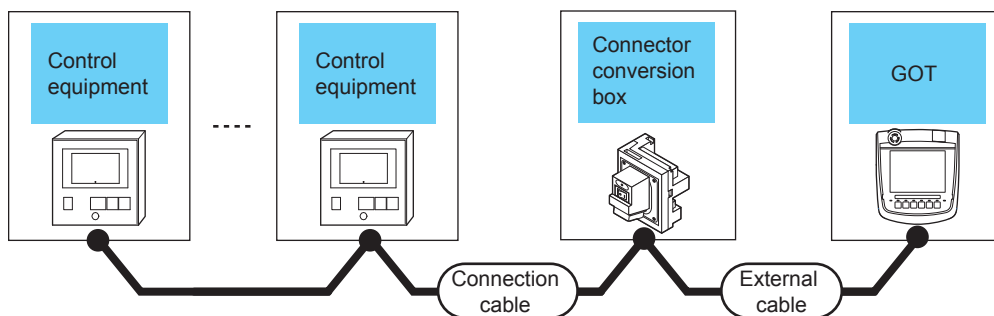 Control
equipment
Control
equipment
Connector
conversion
box
GOT
Connection
cable
External
cable